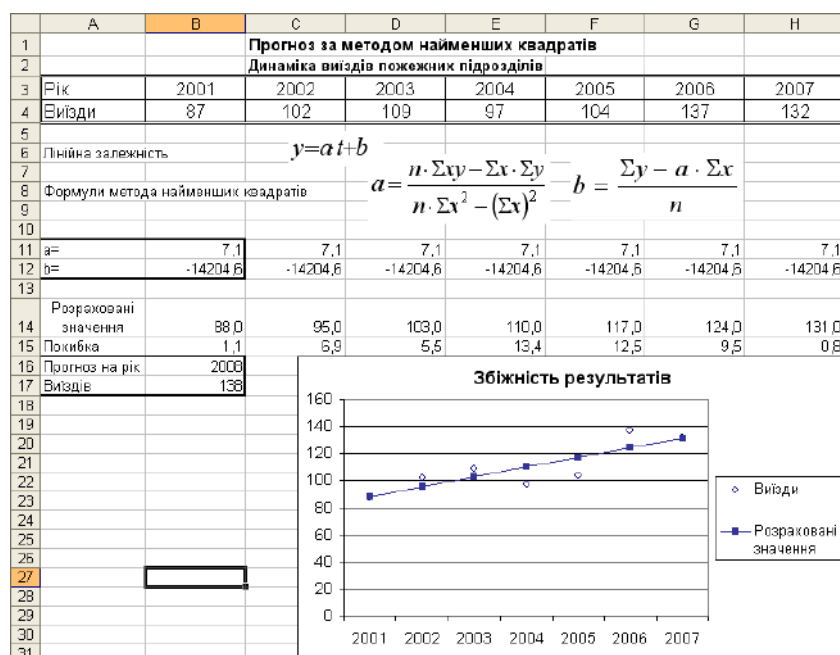 A B C D E F G H
1 Прогноз за методом найменших квадратів
2 Динаміка виїздів пожежних підрозділів
3 Рік 2001 2002 2003 2004 2005 2006 2007
4 Виїзди 87 102 109 97 104 137 132
5
6 Лінійна залежність y=at+b
7
8 Формули метода найменших квадратів a = (n·Σxy−Σx·Σy)/(n·Σx²−(Σx)²) b = (Σy − a · Σx)/n
9
10
11 a= 7,1 7,1 7,1 7,1 7,1 7,1 7,1
12 b= -14204,6 -14204,6 -14204,6 -14204,6 -14204,6 -14204,6 -14204,6
13
Розраховані
14 значення 88,0 95,0 103,0 110,0 117,0 124,0 131,0
15 Похибка 1,1 6,9 5,5 13,4 12,5 9,5 0,8
16 Прогноз на рік 2008
17 Виїздів 138
18
19
20
21
22
23
24
25
26
27
28
29
30
31
Збіжність результатів
160
140
120
100
80
60
40
20
0
2001 2002 2003 2004 2005 2006 2007
Виїзди
Розраховані
значення